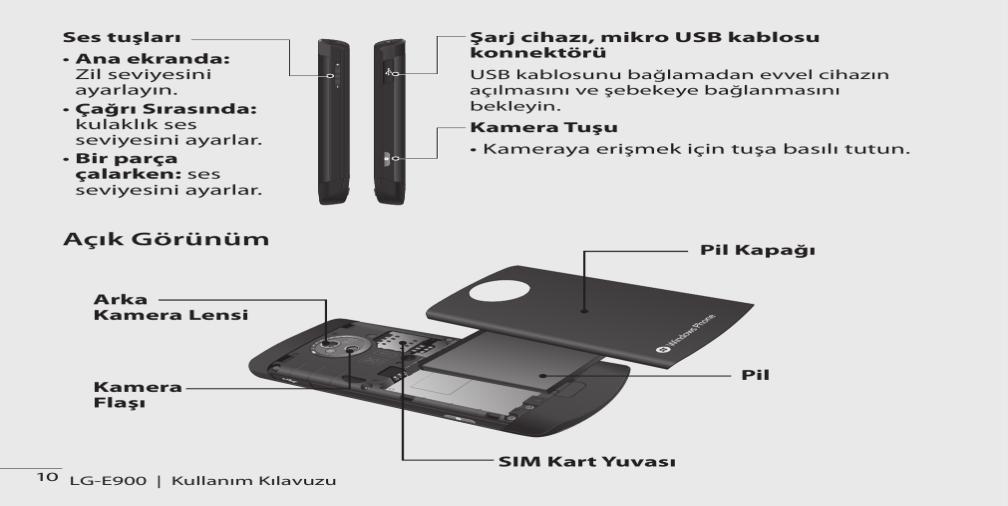 Ses tuşları
• Ana ekranda:
Zil seviyesini
ayarlayın.
• Çağrı Sırasında:
kulaklık ses
seviyesini ayarlar.
• Bir parça
çalarken: ses
seviyesini ayarlar.
Şarj cihazı, mikro USB kablosu
konnektörü
USB kablosunu bağlamadan evvel cihazın
açılmasını ve şebekeye bağlanmasını
bekleyin.
Kamera Tuşu
• Kameraya erişmek için tuşa basılı tutun.
Açık Görünüm
Pil Kapağı
Arka
Kamera Lensi
Windows Phone
Pil
Kamera
Flaşı
SIM Kart Yuvası
10 LG-E900 | Kullanım Kılavuzu